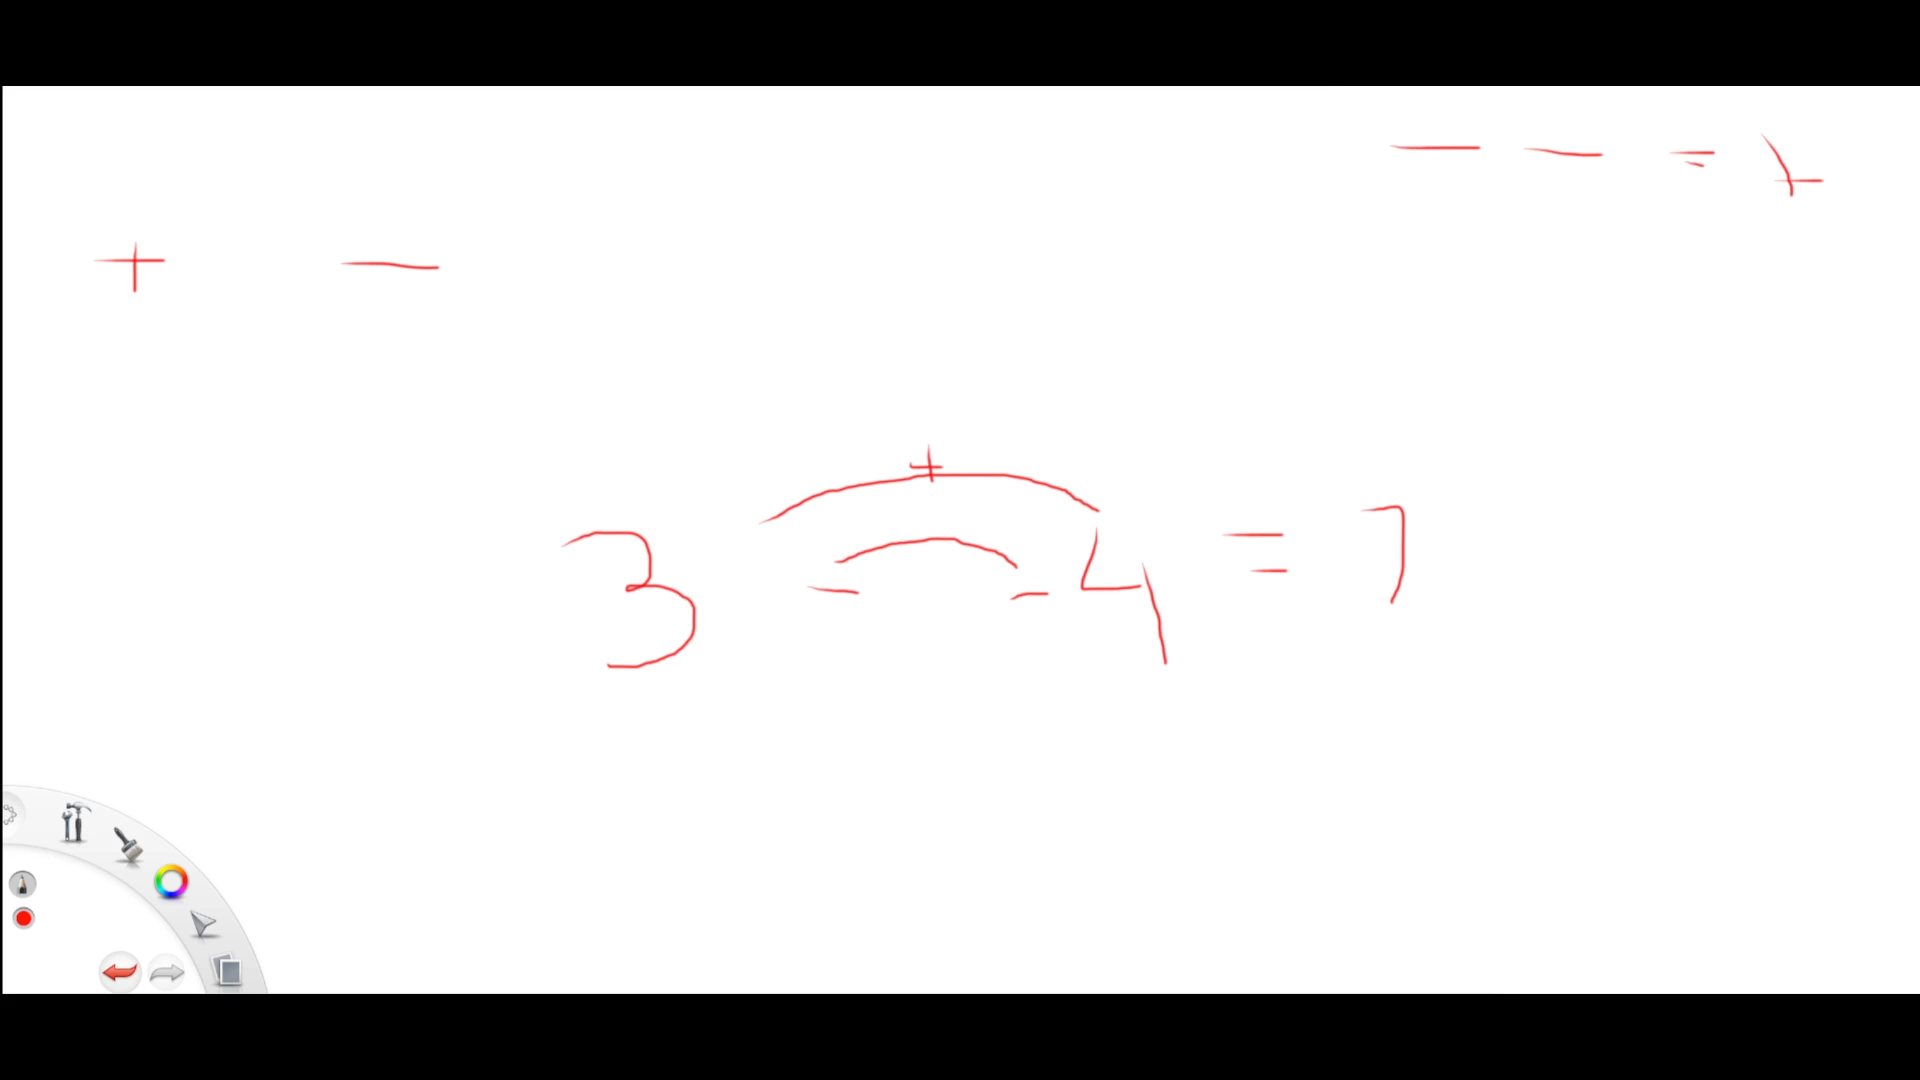 − − = +
+ −
+
3 − −4 = 7